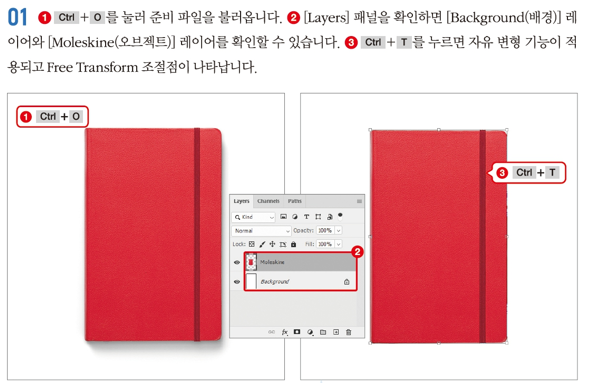 01 ❶ Ctrl + O 를 눌러 준비 파일을 불러옵니다. ❷ [Layers] 패널을 확인하면 [Background(배경)] 레
이어와 [Moleskine(오브젝트)] 레이어를 확인할 수 있습니다. ❸ Ctrl + T 를 누르면 자유 변형 기능이 적
용되고 Free Transform 조절점이 나타납니다.
❶ Ctrl + O
❸ Ctrl + T
Layers Channels Paths
Kind
Normal Opacity: 100%
Lock: Fill: 100%
❷
Moleskine
Background
fx